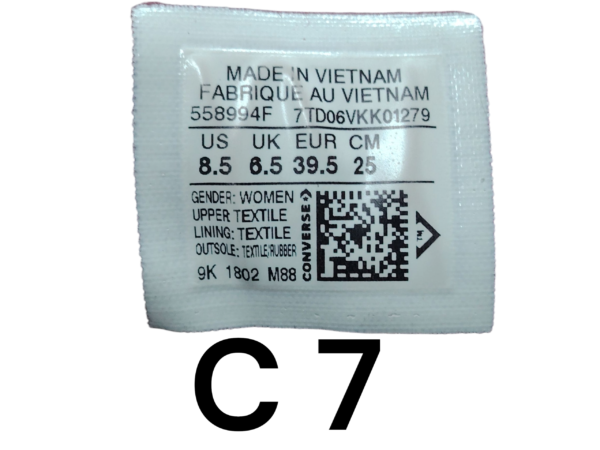 MADE IN VIETNAM
FABRIQUE AU VIETNAM
558994F 7TD06VKK01279
US UK EUR CM
8.5 6.5 39.5 25
GENDER: WOMEN
UPPER: TEXTILE
LINING: TEXTILE
OUTSOLE: TEXTILE/RUBBER
9K 1802 M88
CONVERSE
TM
C 7